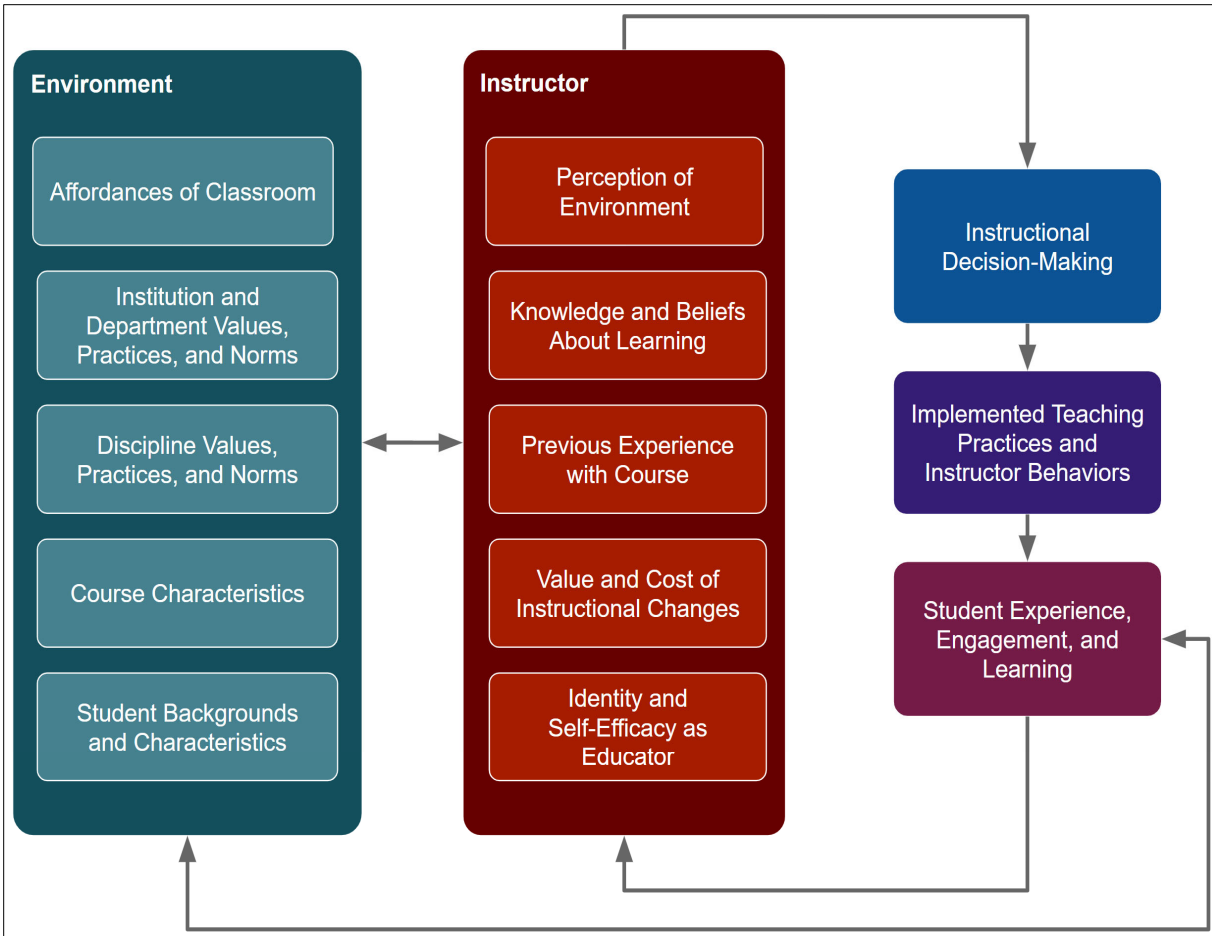 Environment
Affordances of Classroom
Institution and
Department Values,
Practices, and Norms
Discipline Values,
Practices, and Norms
Course Characteristics
Student Backgrounds
and Characteristics
Instructor
Perception of
Environment
Knowledge and Beliefs
About Learning
Previous Experience
with Course
Value and Cost of
Instructional Changes
Identity and
Self-Efficacy as
Educator
Instructional
Decision-Making
Implemented Teaching
Practices and
Instructor Behaviors
Student Experience,
Engagement, and
Learning